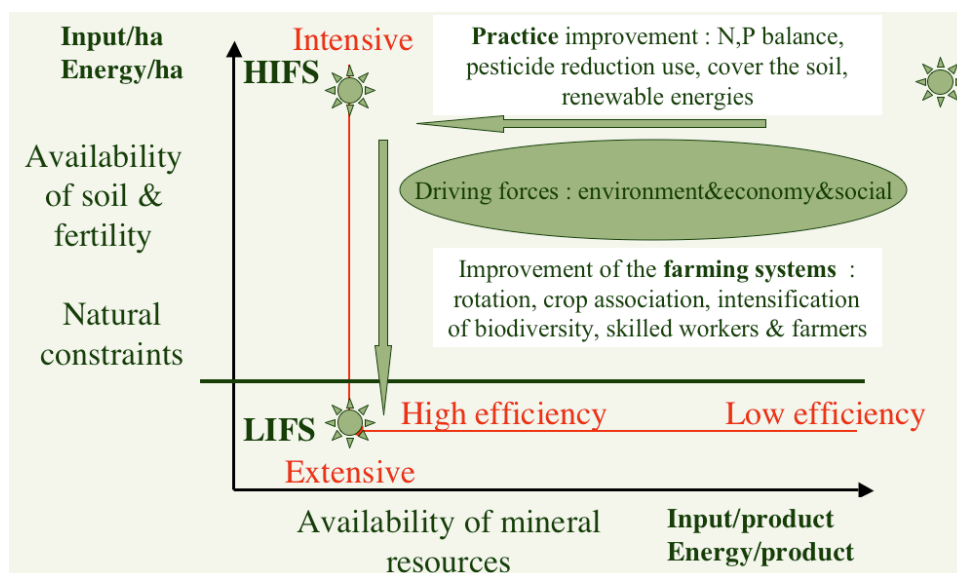 Input/ha
Energy/ha
Intensive
HIFS
Practice improvement : N,P balance,
pesticide reduction use, cover the soil,
renewable energies
Availability
of soil &
fertility
Driving forces : environment&economy&social
Improvement of the farming systems :
rotation, crop association, intensification
of biodiversity, skilled workers & farmers
Natural
constraints
High efficiency
Low efficiency
LIFS
Extensive
Availability of mineral
resources
Input/product
Energy/product